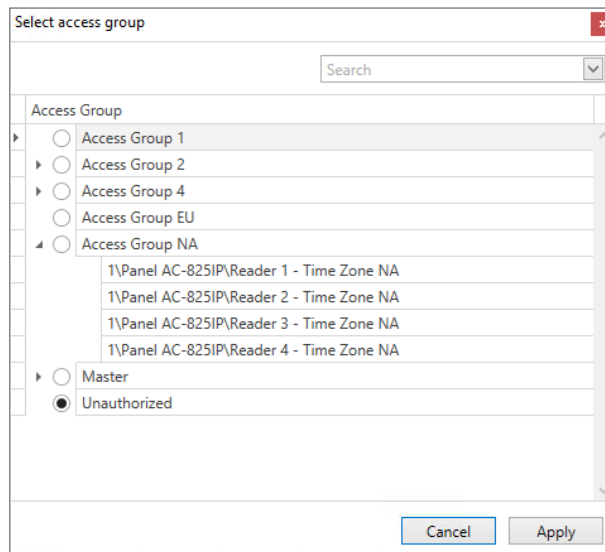 Select access group
Search
Access Group
Access Group 1
Access Group 2
Access Group 4
Access Group EU
Access Group NA
1\Panel AC-825IP\Reader 1 - Time Zone NA
1\Panel AC-825IP\Reader 2 - Time Zone NA
1\Panel AC-825IP\Reader 3 - Time Zone NA
1\Panel AC-825IP\Reader 4 - Time Zone NA
Master
Unauthorized
Cancel Apply